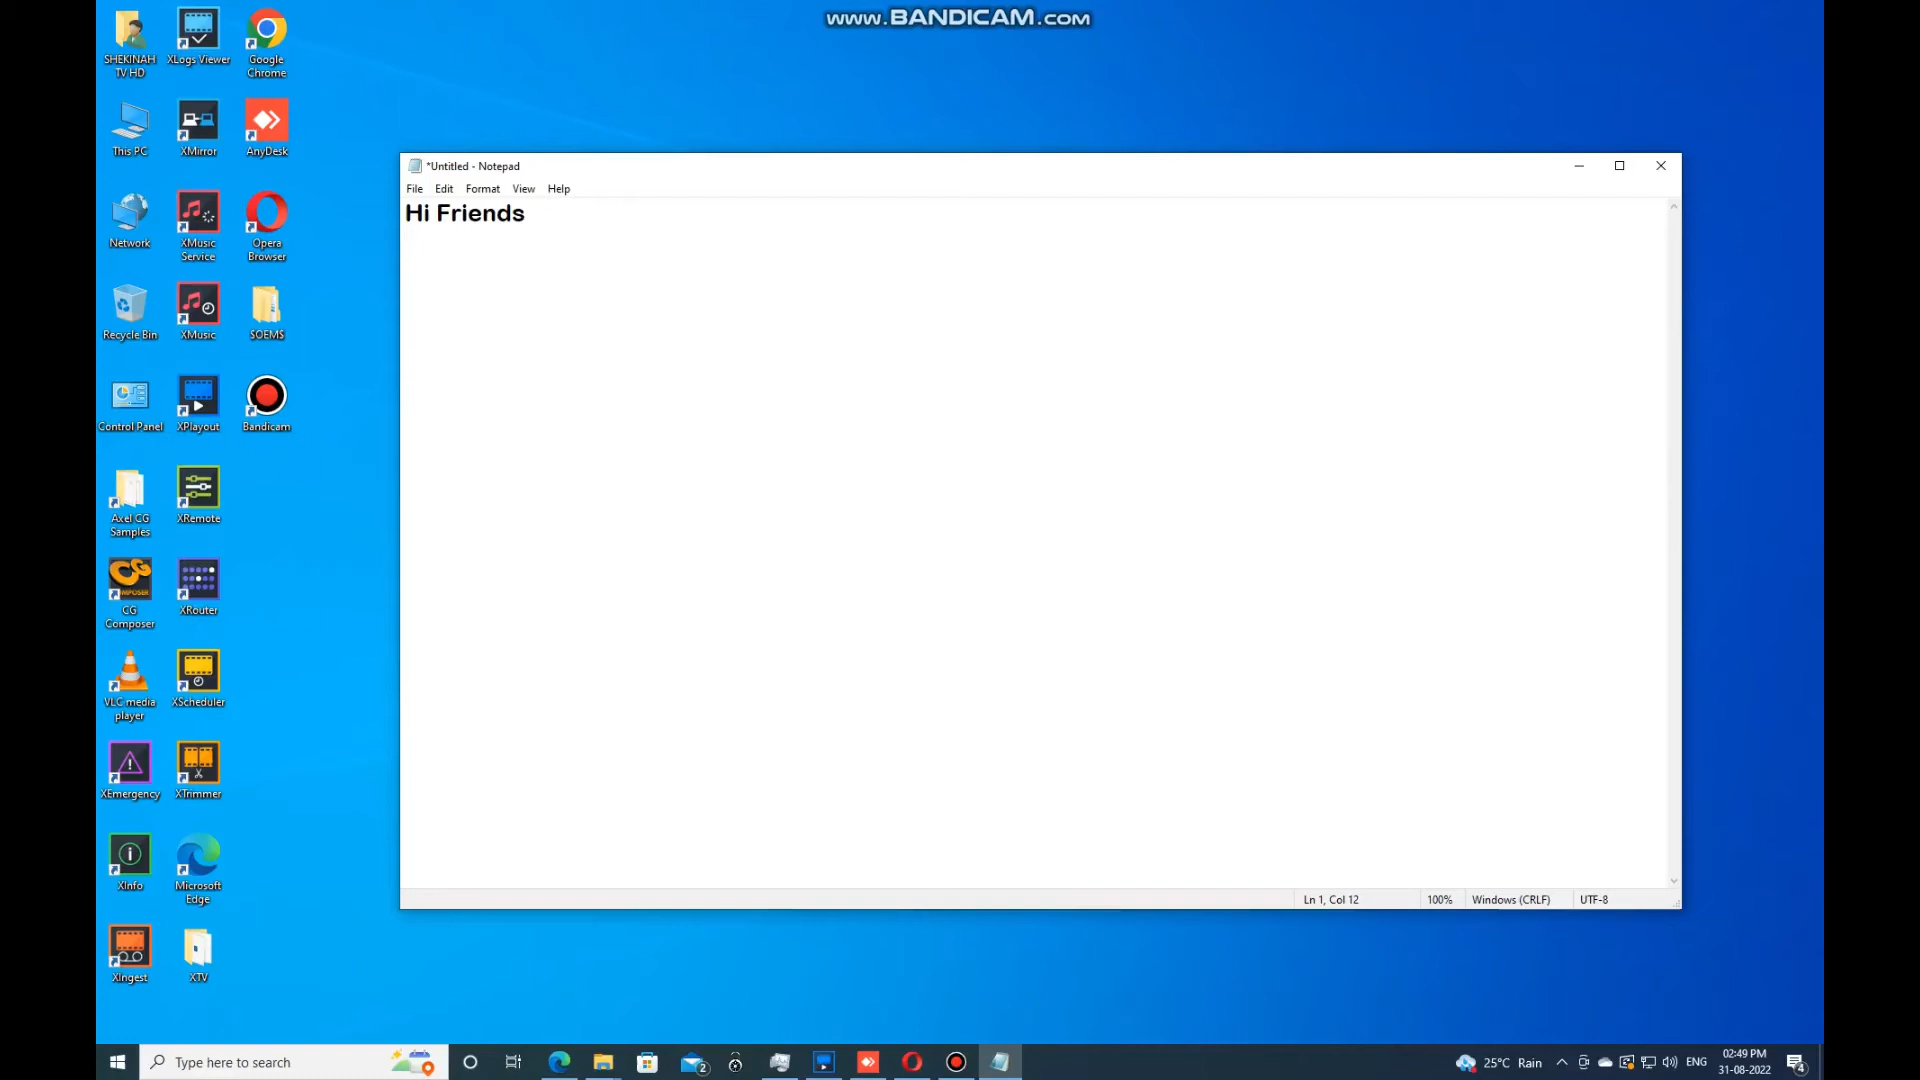 www.BANDICAM.com
SHEKINAH
TV HD
XLogs Viewer
Google
Chrome
This PC
XMirror
AnyDesk
Network
XMusic
Service
Opera
Browser
Recycle Bin
XMusic
$OEM$
Control Panel
XPlayout
Bandicam
Axel CG
Samples
XRemote
CG
Composer
XRouter
VLC media
player
XScheduler
XEmergency
XTrimmer
XInfo
Microsoft
Edge
XIngest
XTV
*Untitled - Notepad
File Edit Format View Help
Hi Friends
Ln 1, Col 12 100% Windows (CRLF) UTF-8
Type here to search
2
25°C Rain
ENG
02:49 PM
31-08-2022
4